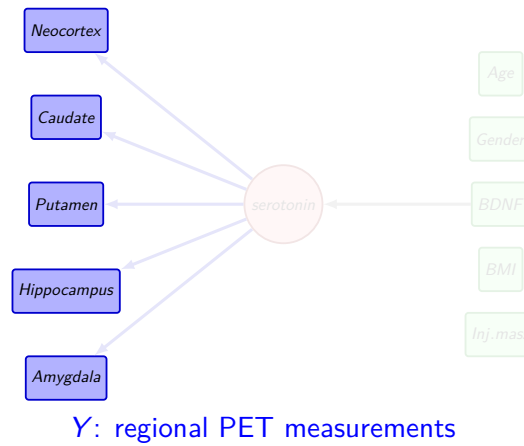 Neocortex
Age
Caudate
Gender
Putamen
serotonin
BDNF
BMI
Hippocampus
Inj.mas
Amygdala
Y: regional PET measurements